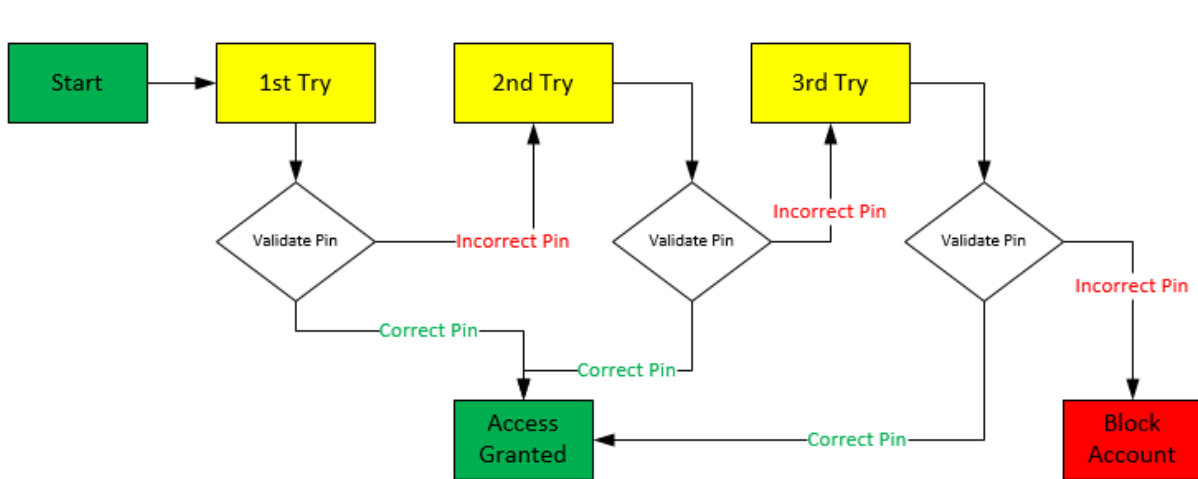 Start
1st Try
2nd Try
3rd Try
Validate Pin
Incorrect Pin
Validate Pin
Incorrect Pin
Validate Pin
Incorrect Pin
Correct Pin
Correct Pin
Access
Granted
Correct Pin
Block
Account